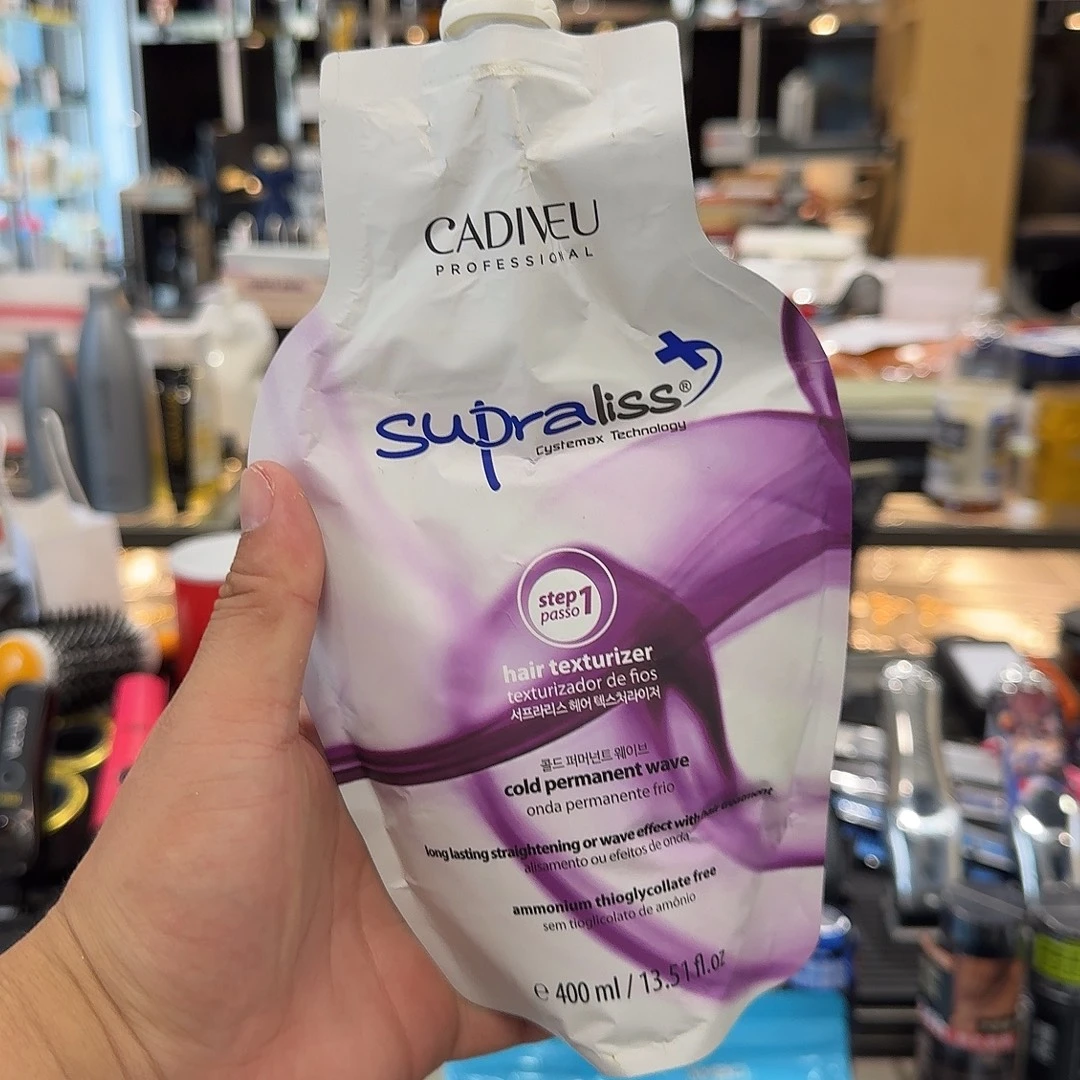 CADIVEU
PROFESSIONAL
supraliss®
Cystemax Technology
step 1
passo
hair texturizer
texturizador de fios
서프라리스 헤어 텍스처라이저
콜드 퍼머넌트 웨이브
cold permanent wave
onda permanente frio
long lasting straightening or wave effect with hair treatment
alisamento ou efeitos de onda
ammonium thioglycollate free
sem tioglicolato de amônio
℮ 400 ml / 13.51 fl.oz